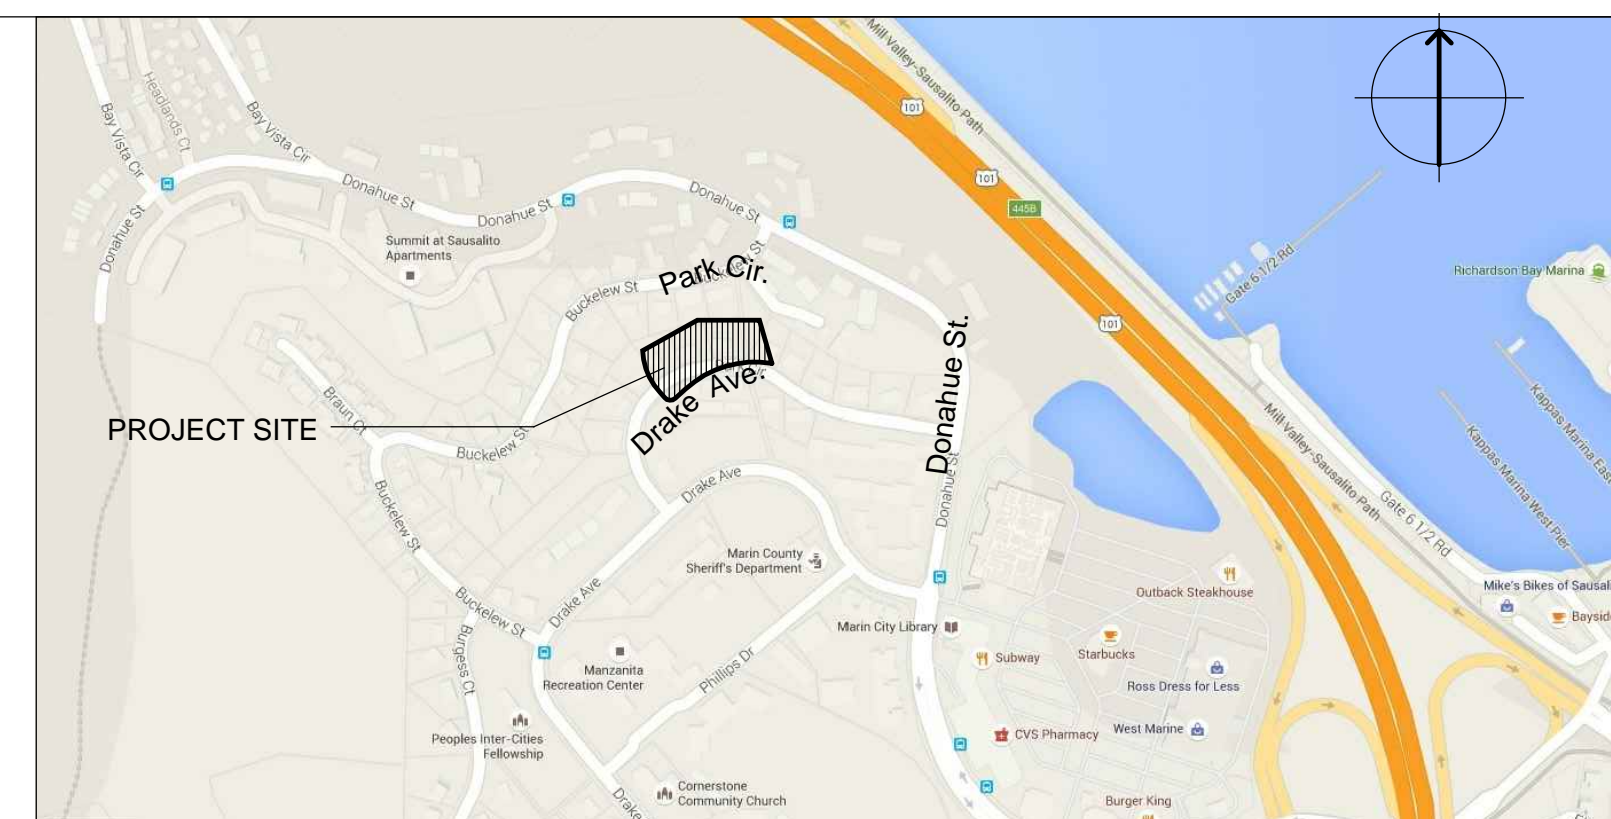 Mill Valley-Sausalito Path
Headlands Ct
Bay Vista Cir
Bay Vista Cir
101
101
445B
Donahue St
Donahue St
Donahue St
Donahue St
Summit at Sausalito
Apartments
Buckelew St
Park Cir.
Buckelew St
Gate 6 1/2 Rd
Richardson Bay Marina
101
Donahue St.
Drake Ave.
PROJECT SITE
Braun Ct
Buckelew St
Buckelew St
Drake Ave
Donahue St
Mill Valley-Sausalito Path
Kappas Marina East
Kappas Marina West Pier
Gate 6 1/2 Rd
Marin County
Sheriff's Department
Outback Steakhouse
Mike's Bikes of Sausali
Baysid
Buckelew St
Drake Ave
Burgess Ct
Marin City Library
Subway
Starbucks
Manzanita
Recreation Center
Phillips Dr
Ross Dress for Less
Peoples Inter-Cities
Fellowship
CVS Pharmacy
West Marine
Cornerstone
Community Church
Drake
Burger King